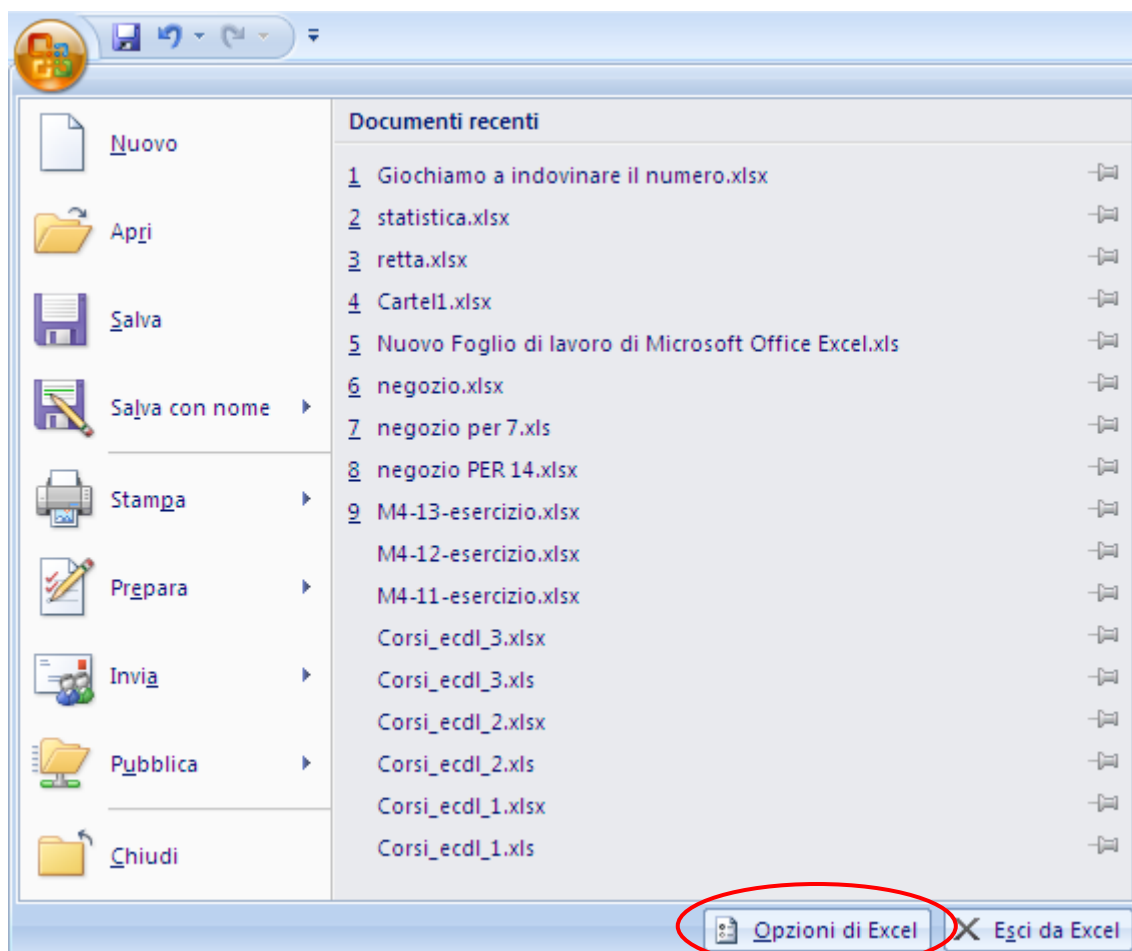 Nuovo
Apri
Salva
Salva con nome
Stampa
Prepara
Invia
Pubblica
Chiudi
Documenti recenti
1 Giochiamo a indovinare il numero.xlsx
2 statistica.xlsx
3 retta.xlsx
4 Cartel1.xlsx
5 Nuovo Foglio di lavoro di Microsoft Office Excel.xls
6 negozio.xlsx
7 negozio per 7.xls
8 negozio PER 14.xlsx
9 M4-13-esercizio.xlsx
M4-12-esercizio.xlsx
M4-11-esercizio.xlsx
Corsi_ecdl_3.xlsx
Corsi_ecdl_3.xls
Corsi_ecdl_2.xlsx
Corsi_ecdl_2.xls
Corsi_ecdl_1.xlsx
Corsi_ecdl_1.xls
Opzioni di Excel
Esci da Excel